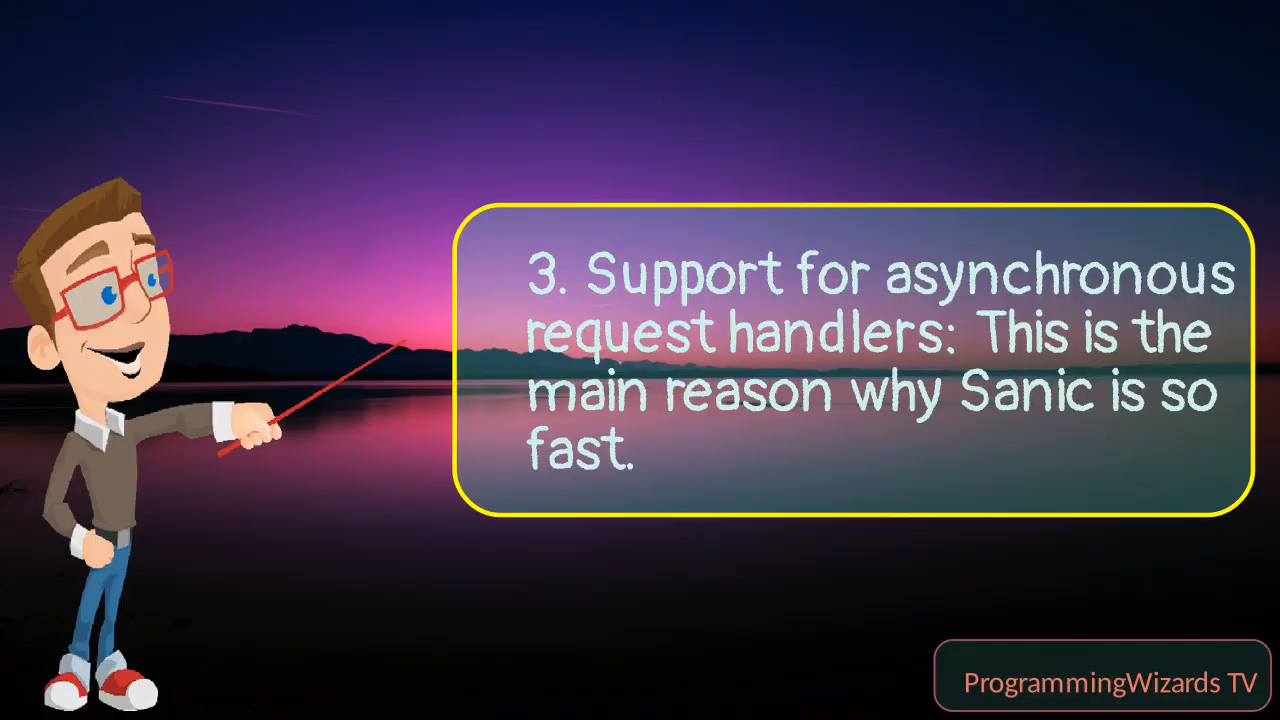 3. Support for asynchronous
request handlers: This is the
main reason why Sanic is so
fast.
ProgrammingWizards TV